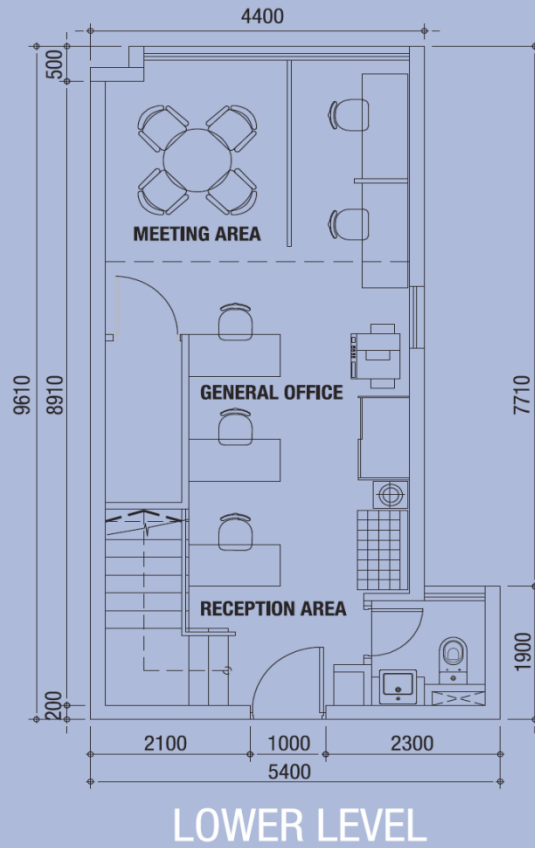 4400
500
MEETING AREA
9610
8910
7710
GENERAL OFFICE
RECEPTION AREA
1900
200
2100
1000
2300
5400
LOWER LEVEL